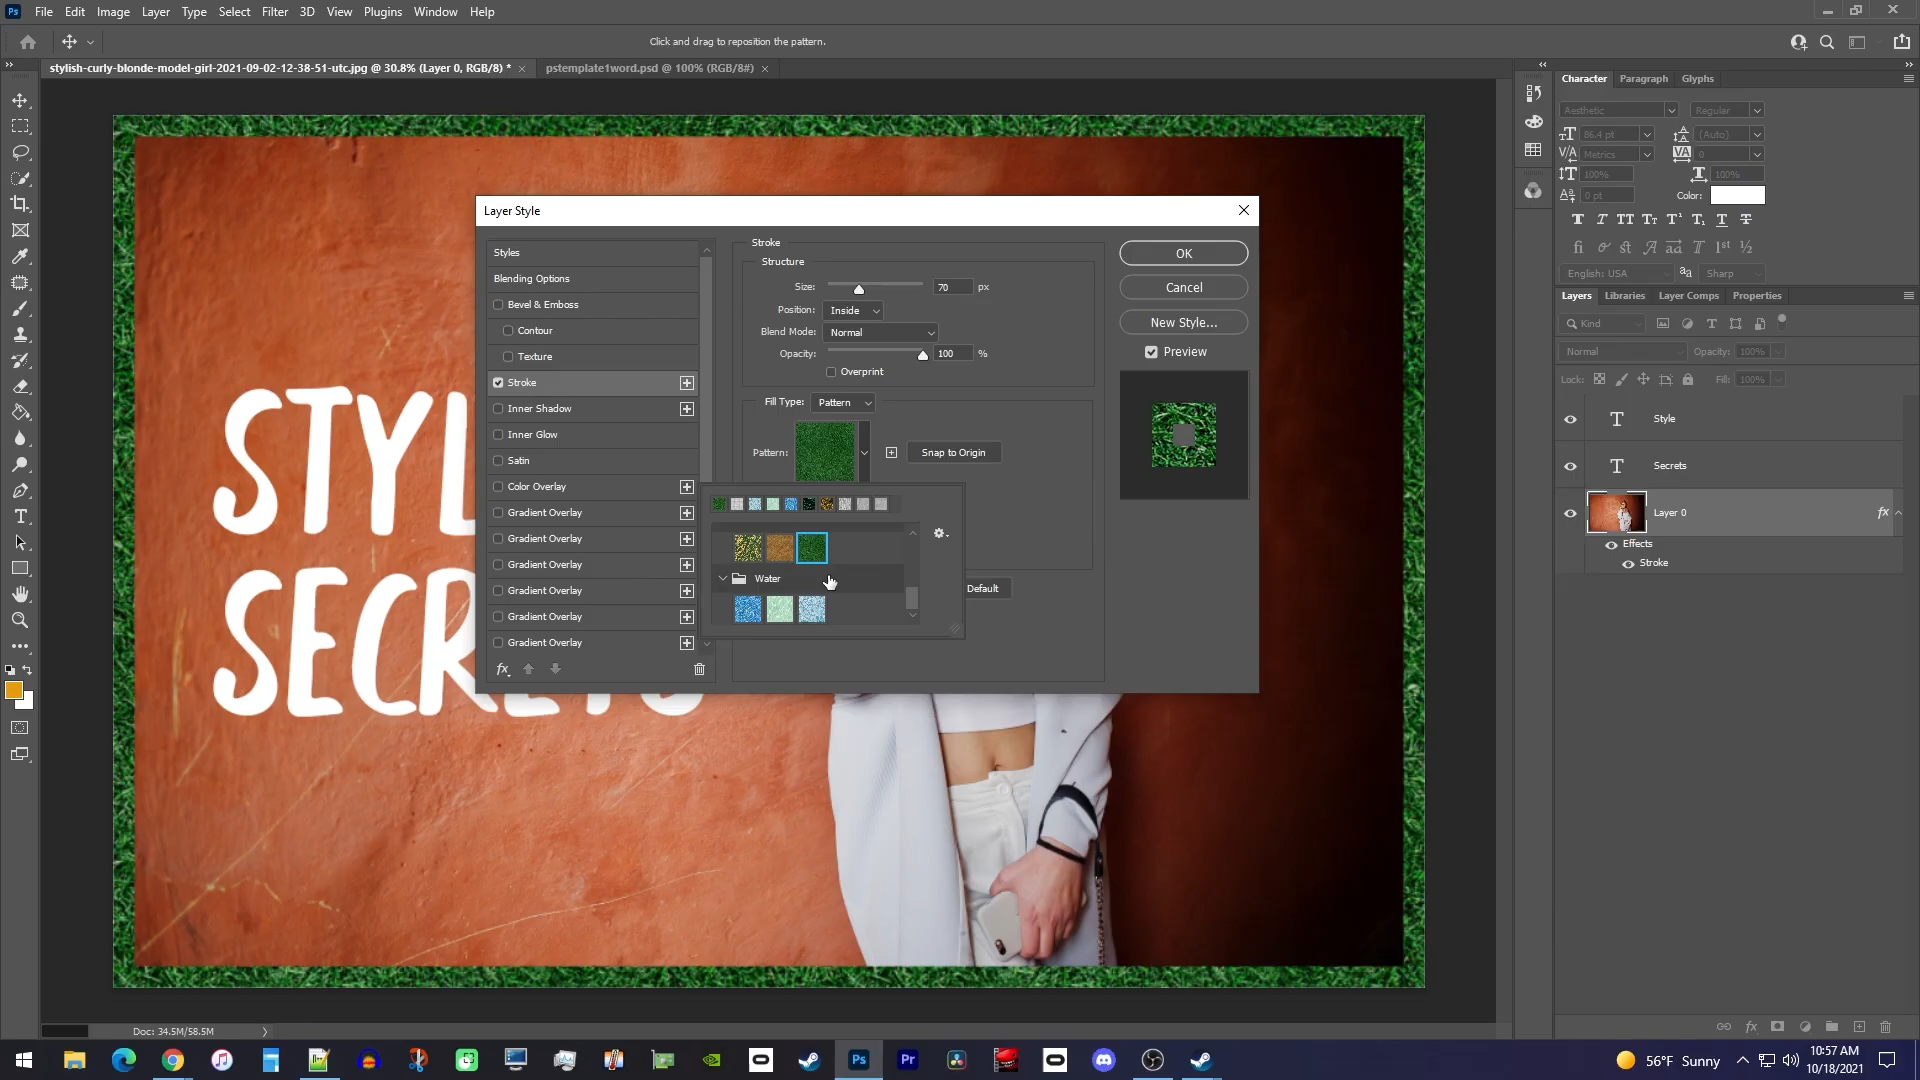 Ps File Edit Image Layer Type Select Filter 3D View Plugins Window Help
Click and drag to reposition the pattern.
stylish-curly-blonde-model-girl-2021-09-02-12-38-51-utc.jpg @ 30.8% (Layer 0, RGB/8) * ×
pstemplate1word.psd @ 100% (RGB/8#) ×
STYL
SECRETS
Layer Style
Styles
Blending Options
Bevel & Emboss
Contour
Texture
Stroke
Inner Shadow
Inner Glow
Satin
Color Overlay
Gradient Overlay
Gradient Overlay
Gradient Overlay
Gradient Overlay
Gradient Overlay
Gradient Overlay
fx
Stroke
Structure
Size: 70 px
Position: Inside
Blend Mode: Normal
Opacity: 100 %
Overprint
Fill Type: Pattern
Pattern: Snap to Origin
Water
Default
OK
Cancel
New Style...
Preview
Character Paragraph Glyphs
Aesthetic Regular
86.4 pt (Auto)
Metrics 0
100% 100%
0 pt Color:
English: USA aa Sharp
Layers Libraries Layer Comps Properties
Kind
Normal Opacity: 100%
Lock: Fill: 100%
T Style
T Secrets
Layer 0 fx
Effects
Stroke
Doc: 34.5M/58.5M
Ps Pr
56°F Sunny
10:57 AM
10/18/2021